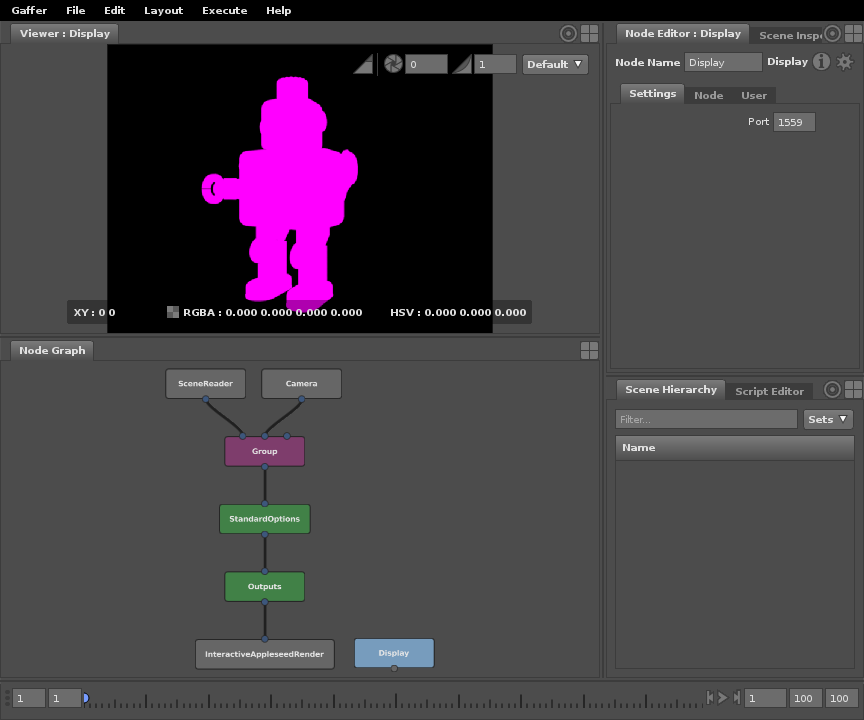 Gaffer File Edit Layout Execute Help
Viewer : Display
0 1 Default
XY : 0 0 RGBA : 0.000 0.000 0.000 0.000 HSV : 0.000 0.000 0.000
Node Graph
SceneReader Camera
Group
StandardOptions
Outputs
InteractiveAppleseedRender Display
Node Editor : Display Scene Inspe
Node Name Display Display
Settings Node User
Port 1559
Scene Hierarchy Script Editor
Filter... Sets
Name
1 1 1 100 100